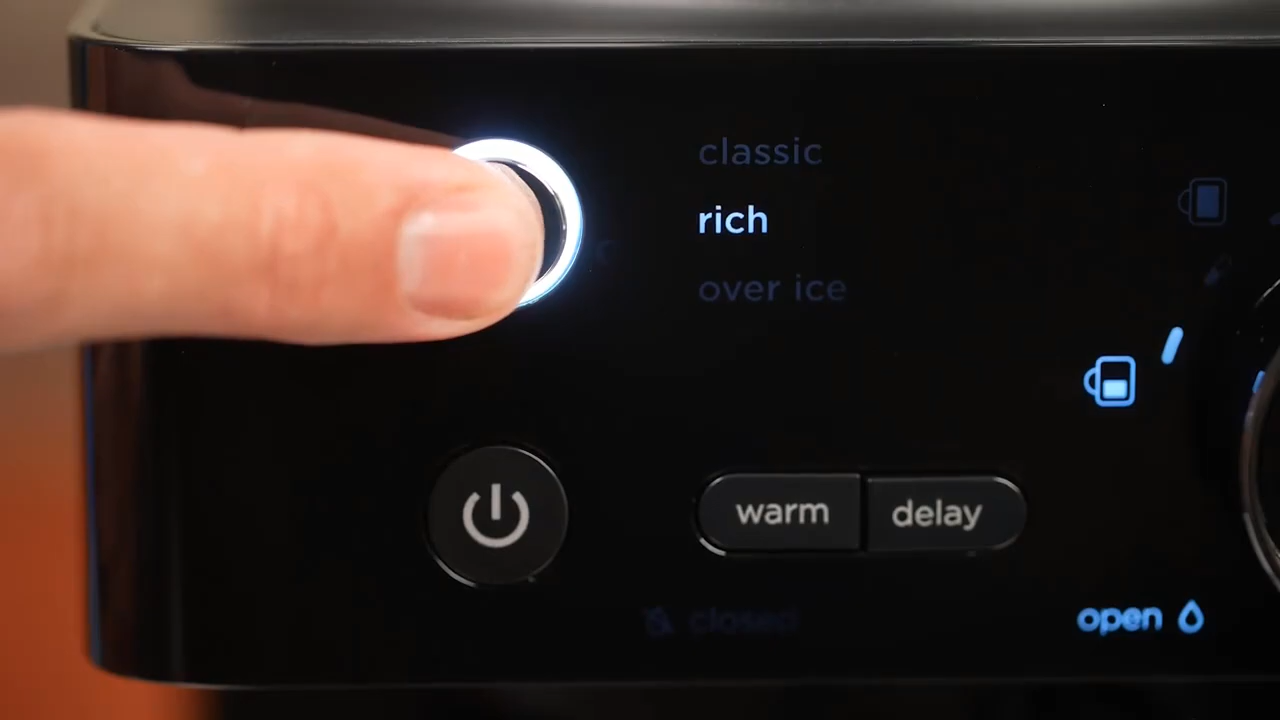 classic
rich
over ice
warm delay
closed open